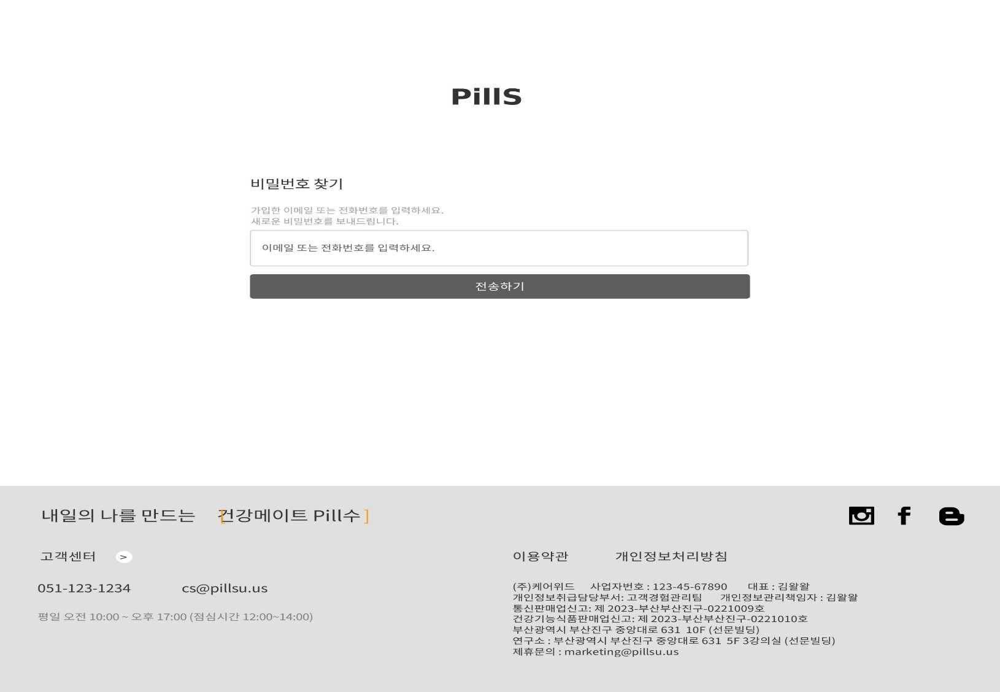 PillS
비밀번호 찾기
가입한 이메일 또는 전화번호를 입력하세요.
새로운 비밀번호를 보내드립니다.
이메일 또는 전화번호를 입력하세요.
전송하기
내일의 나를 만드는 [건강메이트 Pill수]
고객센터 >
051-123-1234 cs@pillsu.us
평일 오전 10:00 ~ 오후 17:00 (점심시간 12:00~14:00)
이용약관 개인정보처리방침
(주)케어위드 사업자번호 : 123-45-67890 대표 : 김왈왈
개인정보취급담당부서: 고객경험관리팀 개인정보관리책임자 : 김왈왈
통신판매업신고: 제 2023-부산부산진구-0221009호
건강기능식품판매업신고: 제 2023-부산부산진구-0221010호
부산광역시 부산진구 중앙대로 631 10F (선문빌딩)
연구소 : 부산광역시 부산진구 중앙대로 631 5F 3강의실 (선문빌딩)
제휴문의 : marketing@pillsu.us